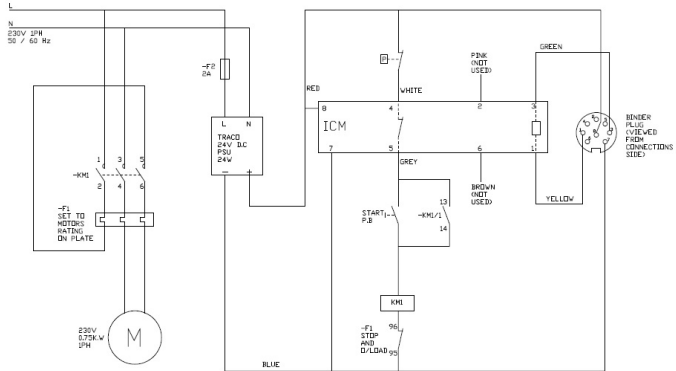 L
N
230V 1PH
50 / 60 Hz
-F2
2A
L N
TRACO
24V D.C
PSU
24W
- +
RED
P
WHITE
PINK
(NOT
USED)
GREEN
8 4 2 3
ICM
7 5 6 1
GREY
BROWN
(NOT
USED)
YELLOW
BINDER
PLUG
(VIEWED
FROM
CONNECTIONS
SIDE)
1 3 5
-KM1
2 4 6
-F1
SET TO
MOTORS
RATING
ON PLATE
START
P.B
13
-KM1/1
14
KM1
-F1
STOP
AND
O/LOAD
96
95
230V
0.75K.W
1PH
M
BLUE